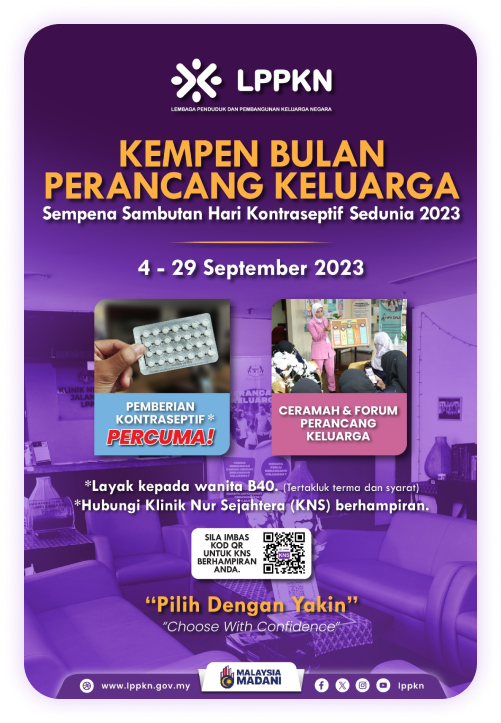 LPPKN
LEMBAGA PENDUDUK DAN PEMBANGUNAN KELUARGA NEGARA
KEMPEN BULAN
PERANCANG KELUARGA
Sempena Sambutan Hari Kontraseptif Sedunia 2023
4 - 29 September 2023
PEMBERIAN
KONTRASEPTIF*
PERCUMA!
CERAMAH & FORUM
PERANCANG
KELUARGA
*Layak kepada wanita B40. (Tertakluk terma dan syarat)
*Hubungi Klinik Nur Sejahtera (KNS) berhampiran.
SILA IMBAS
KOD QR
UNTUK KNS
BERHAMPIRAN
ANDA.
KNS
“Pilih Dengan Yakin”
“Choose With Confidence”
www.lppkn.gov.my
MALAYSIA
MADANI
lppkn